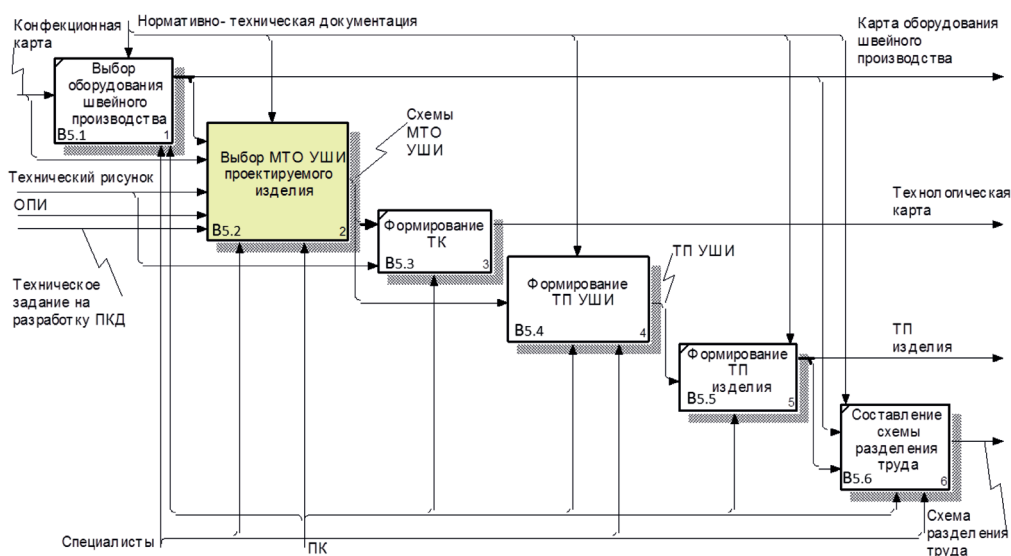 Конфекционная
карта
Нормативно- техническая документация
Карта оборудования
швейного
производства
Выбор
оборудования
швейного
производства
В5.1
1
Схемы
МТО
УШИ
Выбор МТО УШИ
проектируемого
изделия
В5.2
2
Технический рисунок
ОПИ
Технологическая
карта
Формирование
ТК
В5.3
3
Техническое
задание на
разработку ПКД
ТП УШИ
Формирование
ТП УШИ
В5.4
4
ТП
изделия
Формирование
ТП
изделия
В5.5
5
Составление
схемы
разделения
труда
В5.6
6
Схема
разделения
труда
Специалисты
ПК